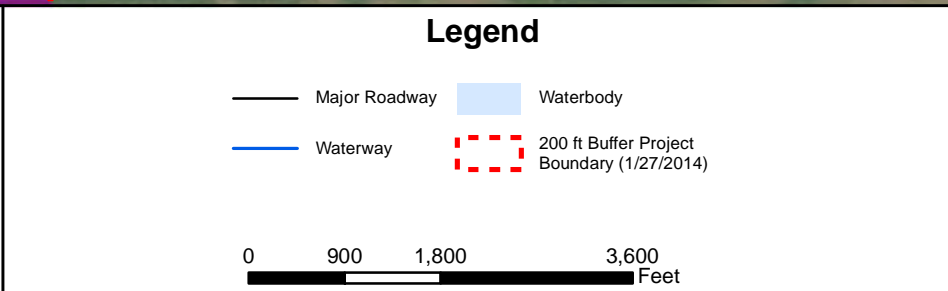 Legend
Major Roadway
Waterbody
Waterway
200 ft Buffer Project
Boundary (1/27/2014)
0 900 1,800 3,600
Feet